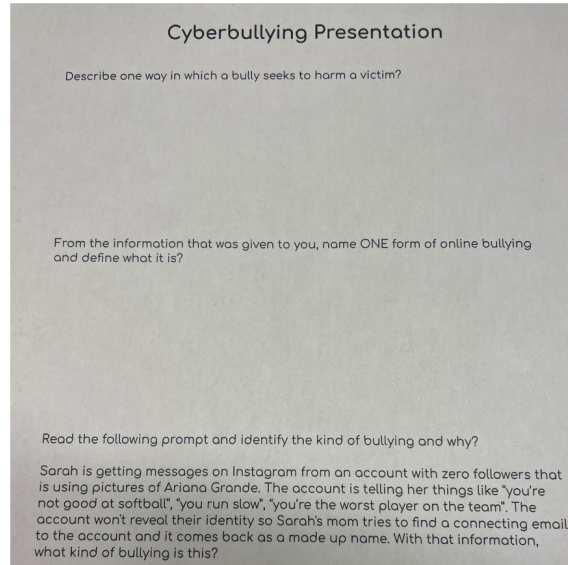 Cyberbullying Presentation
Describe one way in which a bully seeks to harm a victim?
From the information that was given to you, name ONE form of online bullying
and define what it is?
Read the following prompt and identify the kind of bullying and why?
Sarah is getting messages on Instagram from an account with zero followers that
is using pictures of Ariana Grande. The account is telling her things like "you're
not good at softball", "you run slow", "you're the worst player on the team". The
account won't reveal their identity so Sarah's mom tries to find a connecting email
to the account and it comes back as a made up name. With that information,
what kind of bullying is this?